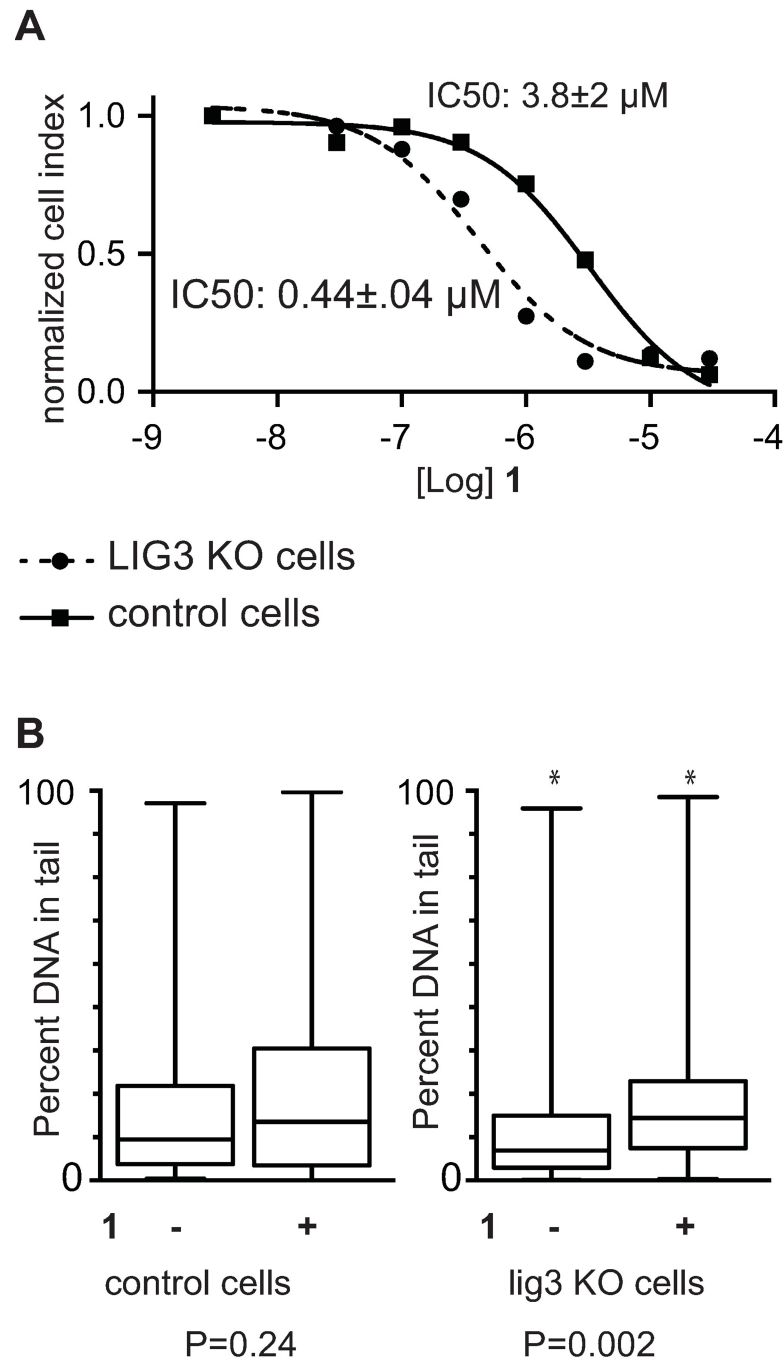 A
IC50: 3.8±2 µM
normalized cell index
1.0
0.5
0.0
IC50: 0.44±.04 µM
-9 -8 -7 -6 -5 -4
[Log] 1
LIG3 KO cells
control cells
B
Percent DNA in tail
100
0
1 - +
control cells
P=0.24
Percent DNA in tail
100
* *
0
1 - +
lig3 KO cells
P=0.002